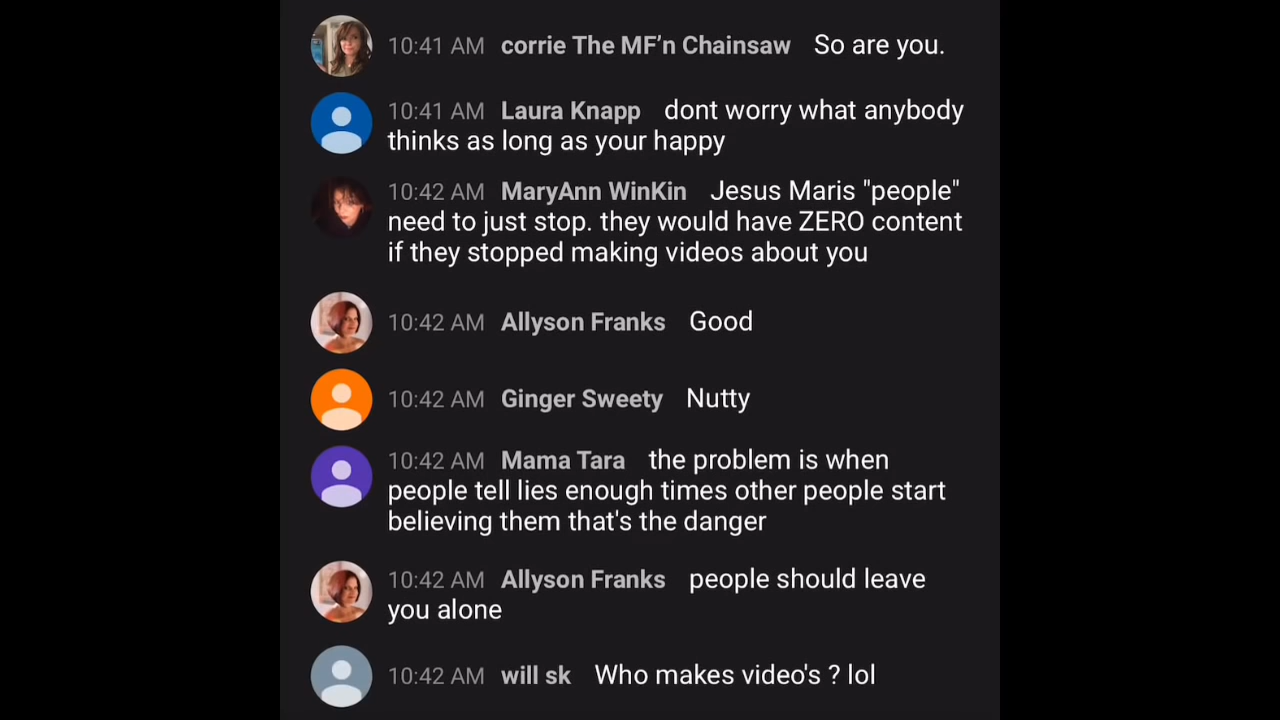 10:41 AM corrie The MF’n Chainsaw So are you.
10:41 AM Laura Knapp dont worry what anybody
thinks as long as your happy
10:42 AM MaryAnn WinKin Jesus Maris "people"
need to just stop. they would have ZERO content
if they stopped making videos about you
10:42 AM Allyson Franks Good
10:42 AM Ginger Sweety Nutty
10:42 AM Mama Tara the problem is when
people tell lies enough times other people start
believing them that's the danger
10:42 AM Allyson Franks people should leave
you alone
10:42 AM will sk Who makes video's ? lol